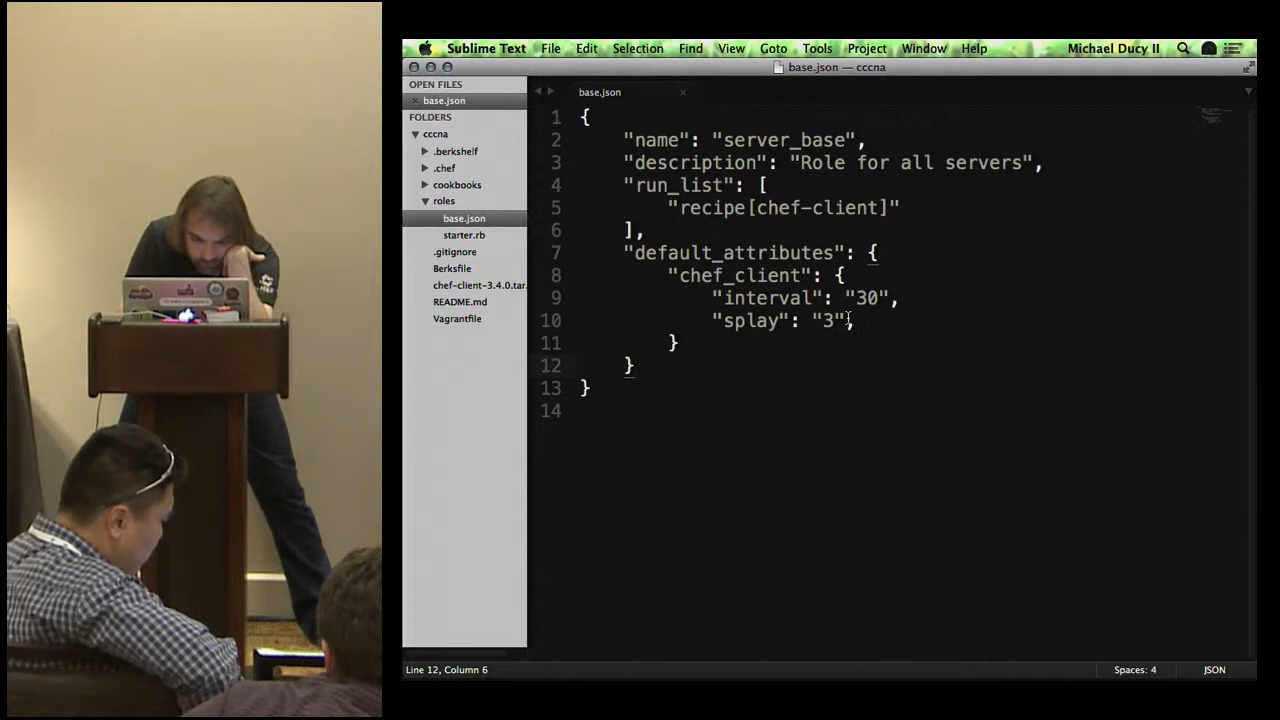 Sublime Text File Edit Selection Find View Goto Tools Project Window Help Michael Ducy II
base.json — cccna
OPEN FILES
base.json
FOLDERS
cccna
.berkshelf
.chef
cookbooks
roles
base.json
starter.rb
.gitignore
Berksfile
chef-client-3.4.0.tar.
README.md
Vagrantfile
base.json
1 {
2 "name": "server_base",
3 "description": "Role for all servers",
4 "run_list": [
5 "recipe[chef-client]"
6 ],
7 "default_attributes": {
8 "chef_client": {
9 "interval": "30",
10 "splay": "3",
11 }
12 }
13 }
14
Line 12, Column 6 Spaces: 4 JSON